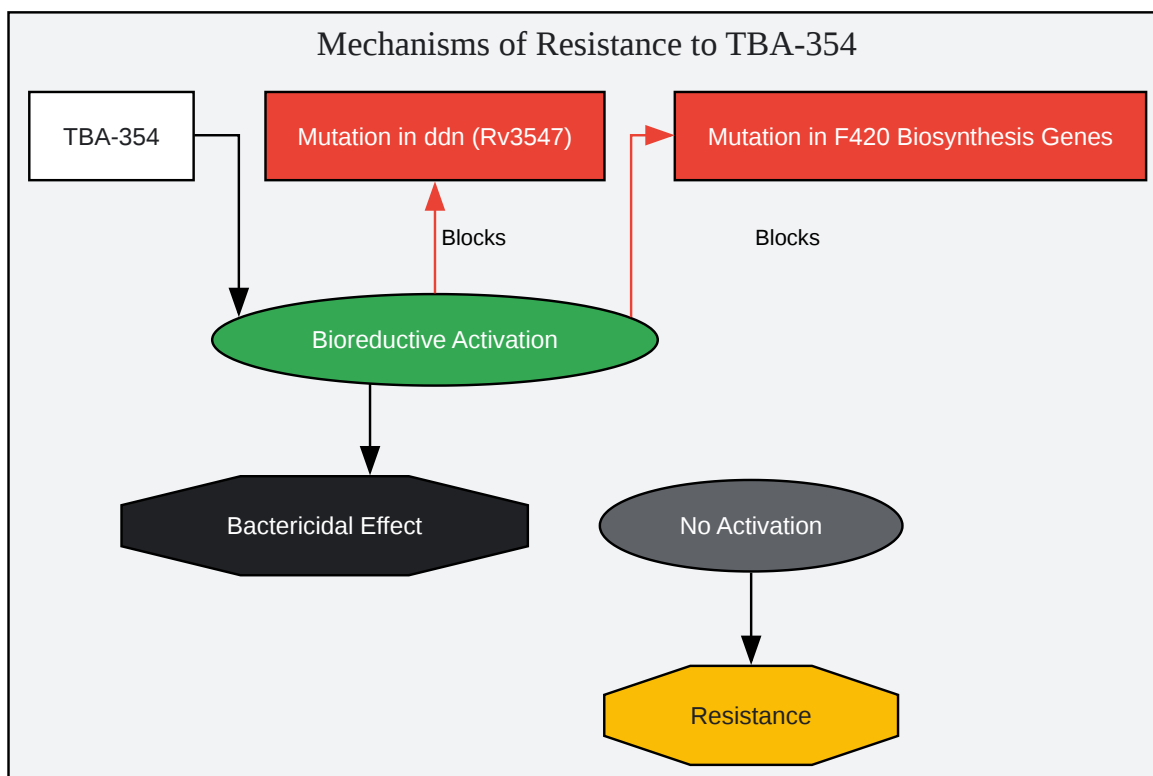 Mechanisms of Resistance to TBA-354
TBA-354
Mutation in ddn (Rv3547)
Mutation in F420 Biosynthesis Genes
Blocks
Blocks
Bioreductive Activation
Bactericidal Effect
No Activation
Resistance